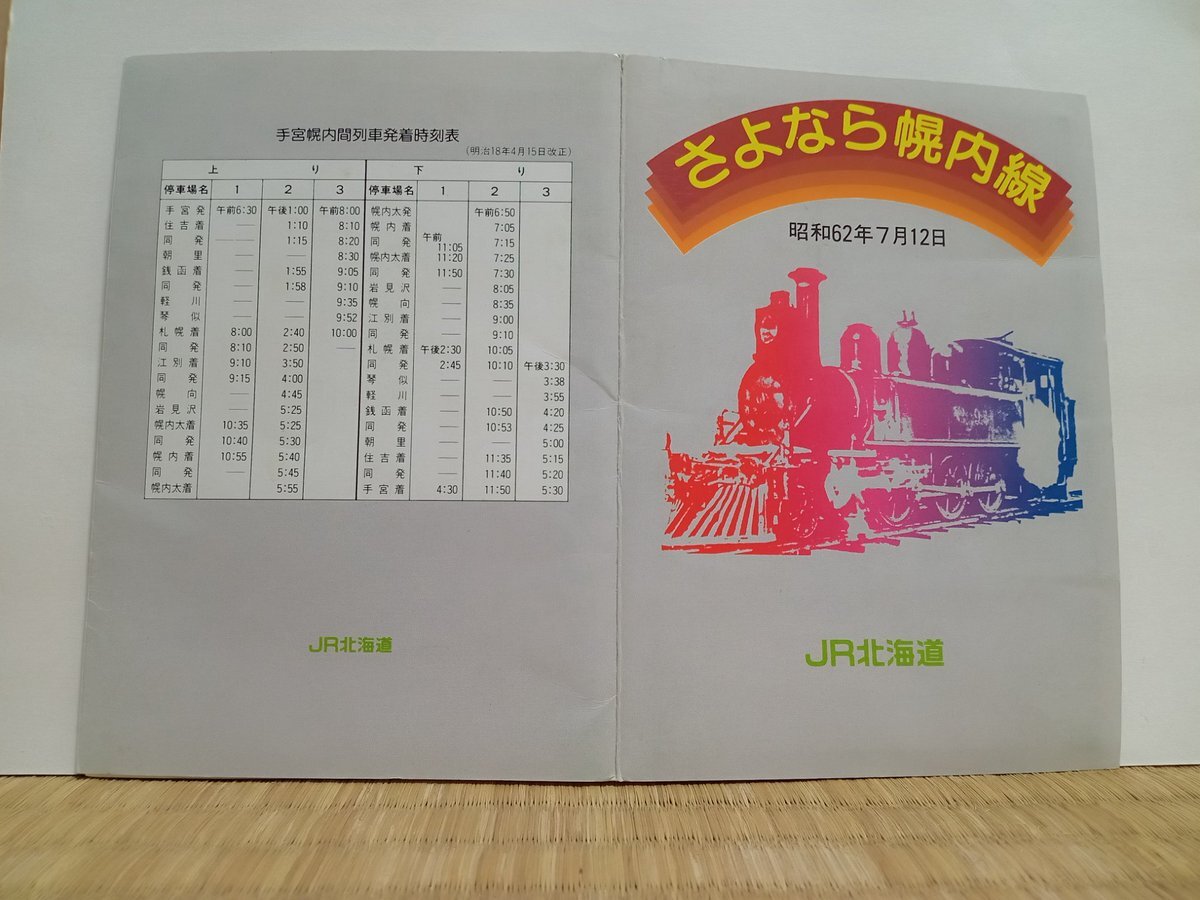 手宮幌内間列車発着時刻表
(明治18年4月15日改正)
上 り 下 り
停車場名 1 2 3 停車場名 1 2 3
手宮発 午前6:30 午後1:00 午前8:00 幌内太発 午前6:50
住吉着 — 1:10 8:10 幌内着 7:05
同発 — 1:15 8:20 同発 午前11:05 7:15
朝里 — — 8:30 幌内太着 11:20 7:25
銭函着 1:55 9:05 同発 11:50 7:30
同発 — 1:58 9:10 岩見沢 — 8:05
軽川 — — 9:35 幌向 — 8:35
琴似 — — 9:52 江別着 — 9:00
札幌着 8:00 2:40 10:00 同発 — 9:10
同発 8:10 2:50 — 札幌着 午後2:30 10:05
江別着 9:10 3:50 同発 2:45 10:10 午後3:30
同発 9:15 4:00 琴似 — — 3:38
幌向 — 4:45 軽川 — — 3:55
岩見沢 — 5:25 銭函着 — 10:50 4:20
幌内太着 10:35 5:25 同発 — 10:53 4:25
同発 10:40 5:30 朝里 — — 5:00
幌内着 10:55 5:40 住吉着 — 11:35 5:15
同発 — 5:45 同発 — 11:40 5:20
幌内太着 5:55 手宮着 4:30 11:50 5:30
JR北海道
さよなら幌内線
昭和62年7月12日
JR北海道